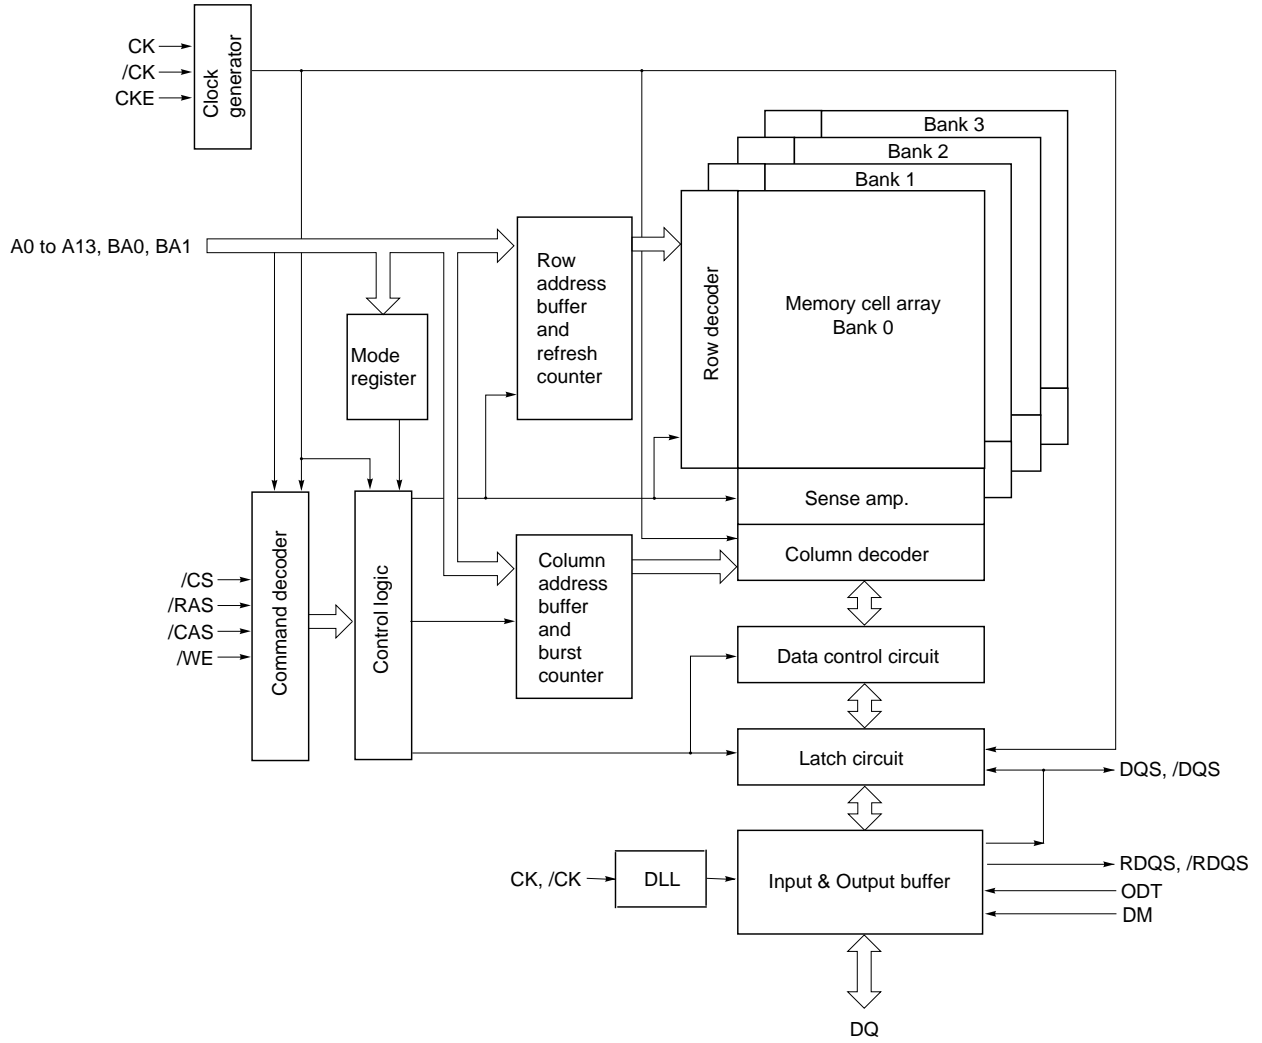 CK
/CK
CKE
Clock
generator
Bank 3
Bank 2
Bank 1
A0 to A13, BA0, BA1
Row
address
buffer
and
refresh
counter
Row decoder
Memory cell array
Bank 0
Mode
register
Sense amp.
Column decoder
Command decoder
Control logic
Column
address
buffer
and
burst
counter
/CS
/RAS
/CAS
/WE
Data control circuit
Latch circuit
DQS, /DQS
CK, /CK
DLL
Input & Output buffer
RDQS, /RDQS
ODT
DM
DQ